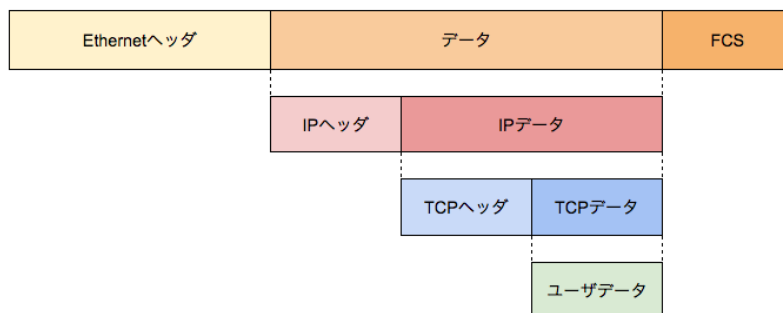 Ethernetヘッダ
データ
FCS
IPヘッダ
IPデータ
TCPヘッダ
TCPデータ
ユーザデータ